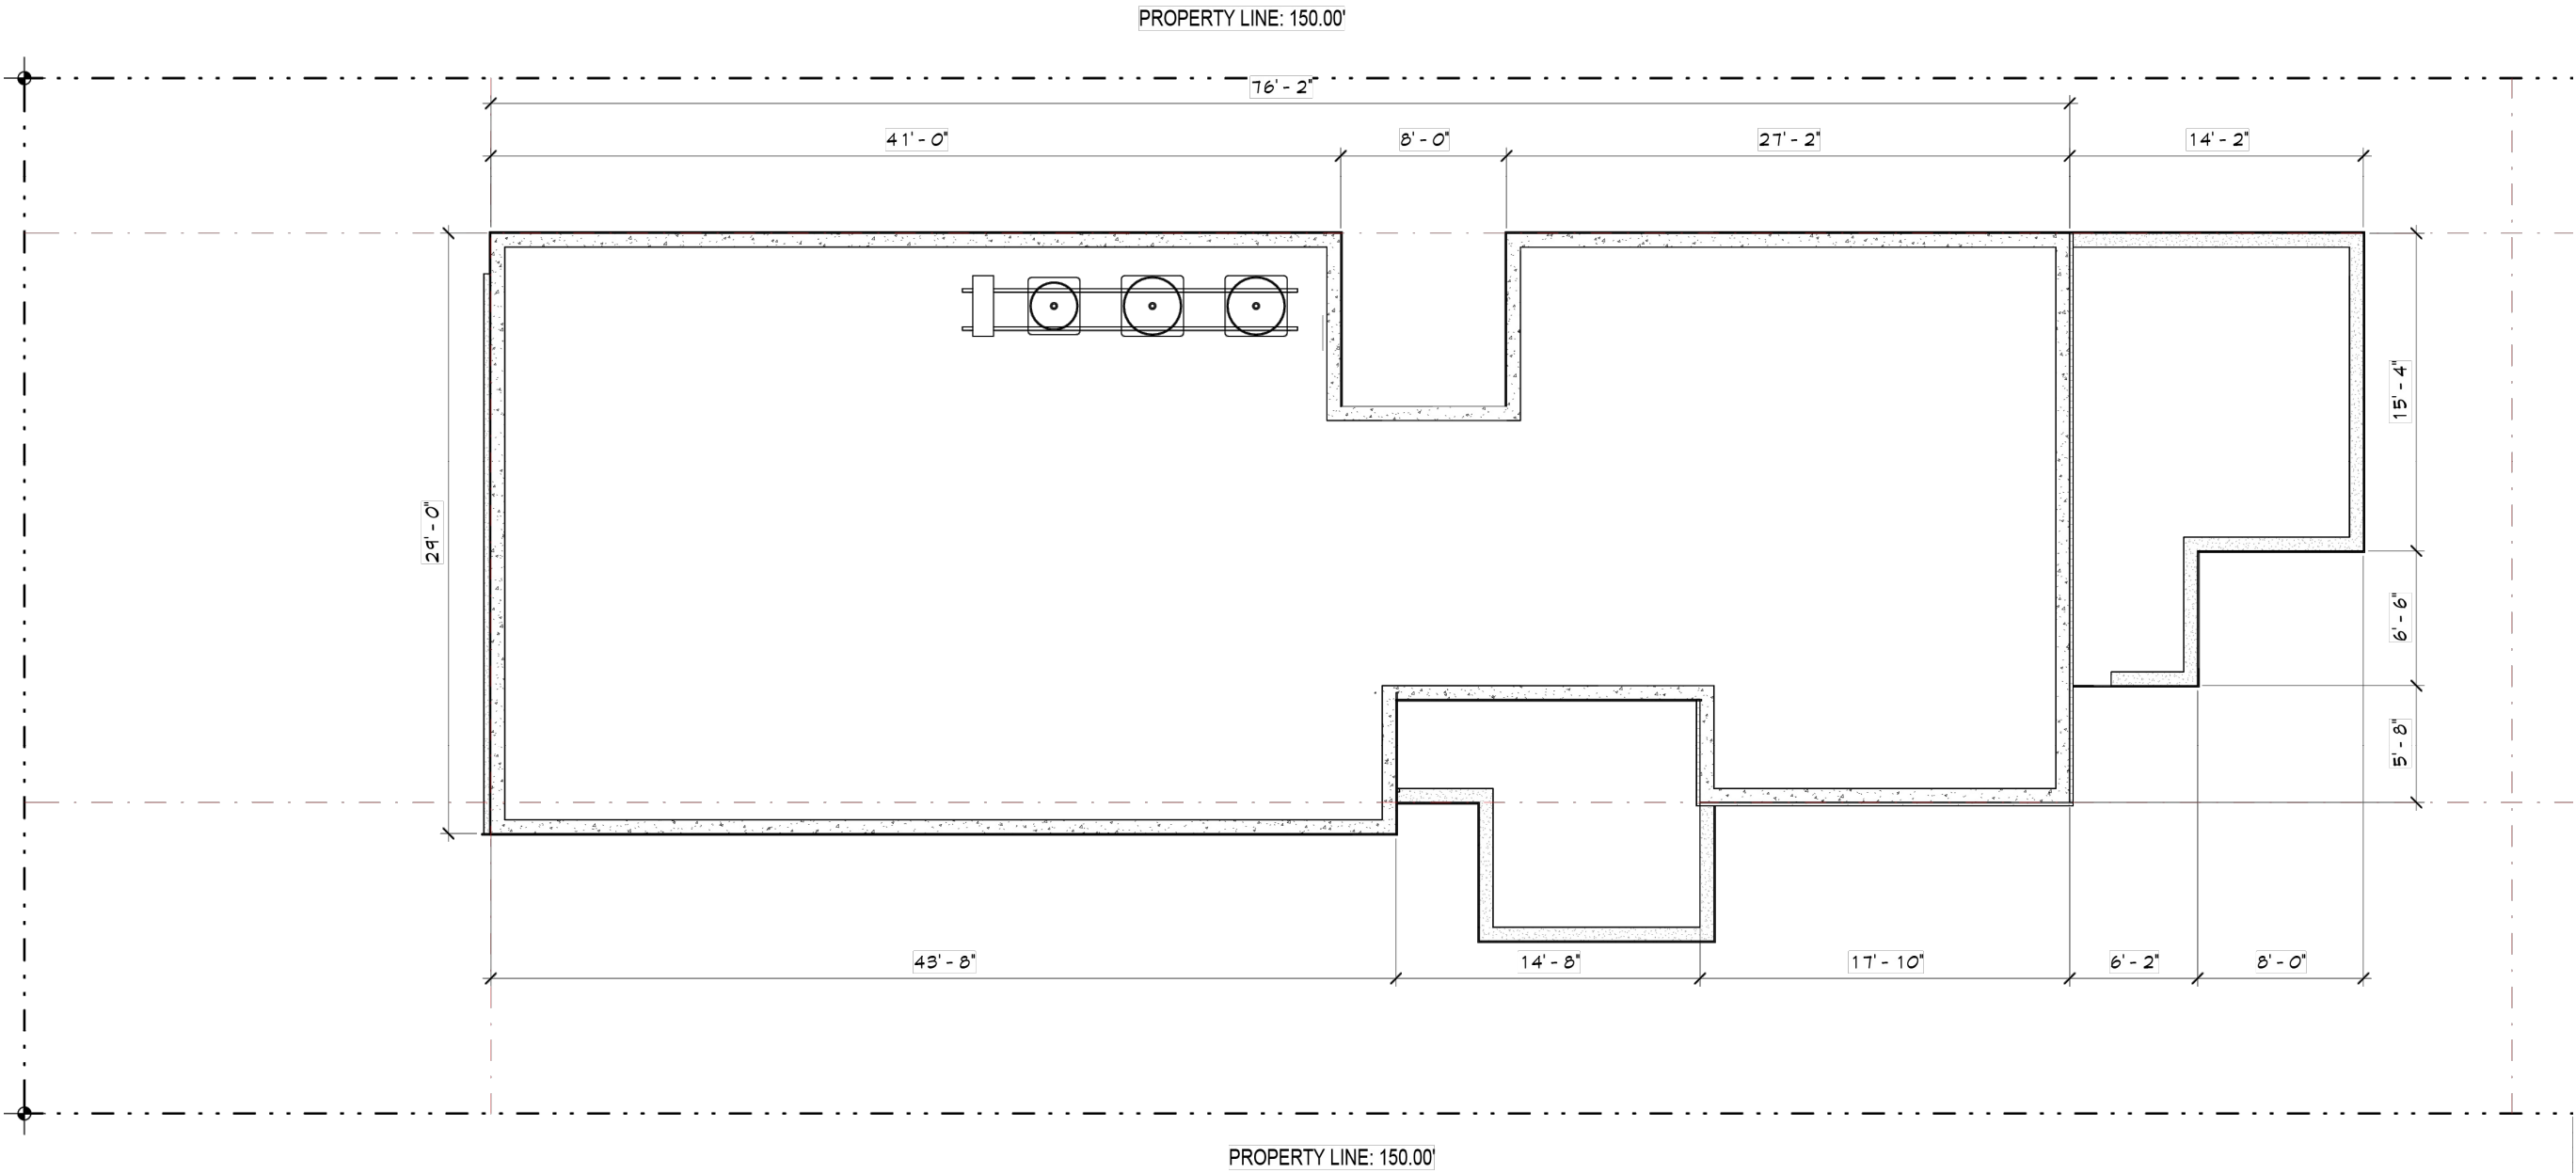 PROPERTY LINE: 150.00'
76' - 2"
41' - 0"
8' - 0"
27' - 2"
14' - 2"
15' - 4"
29' - 0"
6' - 6"
5' - 8"
43' - 8"
14' - 8"
17' - 10"
6' - 2"
8' - 0"
PROPERTY LINE: 150.00'